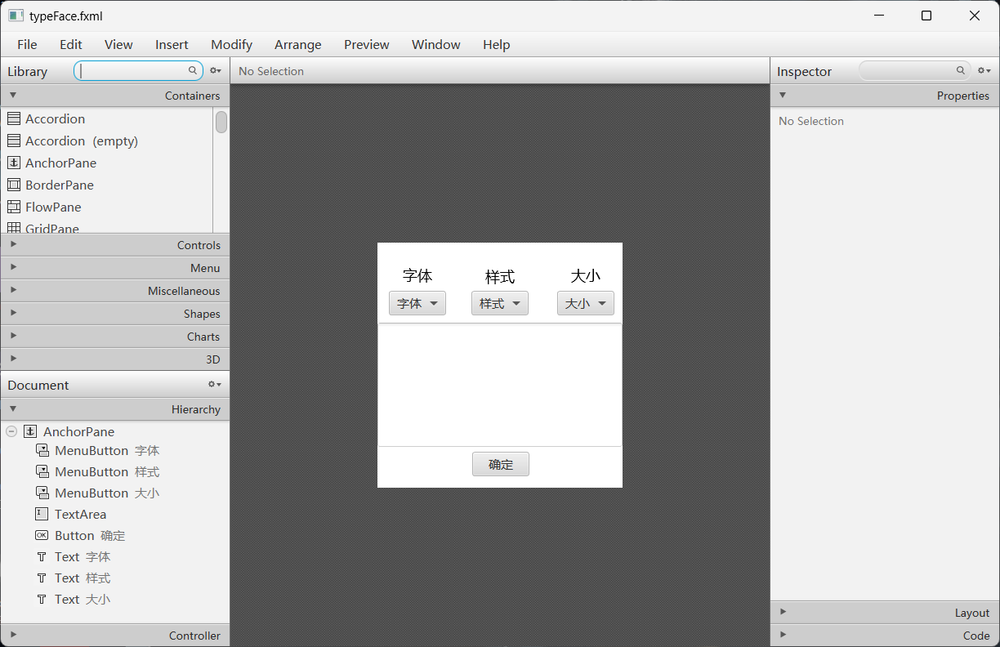 typeFace.fxml
File Edit View Insert Modify Arrange Preview Window Help
Library
No Selection
Inspector
Containers
Properties
Accordion
Accordion (empty)
AnchorPane
BorderPane
FlowPane
GridPane
Controls
Menu
Miscellaneous
Shapes
Charts
3D
Document
Hierarchy
AnchorPane
MenuButton 字体
MenuButton 样式
MenuButton 大小
TextArea
OK Button 确定
T Text 字体
T Text 样式
T Text 大小
Controller
字体 样式 大小
字体 样式 大小
确定
No Selection
Layout
Code